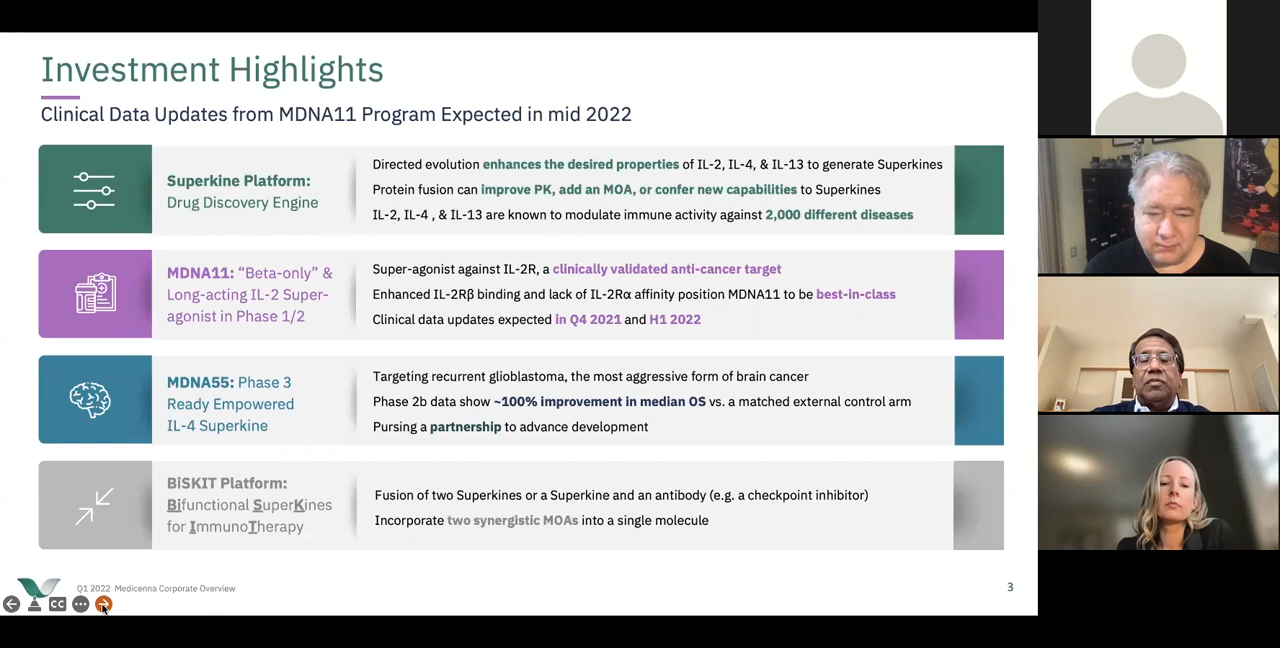 Investment Highlights
Clinical Data Updates from MDNA11 Program Expected in mid 2022
Superkine Platform:
Drug Discovery Engine
Directed evolution enhances the desired properties of IL-2, IL-4, & IL-13 to generate Superkines
Protein fusion can improve PK, add an MOA, or confer new capabilities to Superkines
IL-2, IL-4 , & IL-13 are known to modulate immune activity against 2,000 different diseases
MDNA11: “Beta-only” &
Long-acting IL-2 Super-
agonist in Phase 1/2
Super-agonist against IL-2R, a clinically validated anti-cancer target
Enhanced IL-2Rβ binding and lack of IL-2Rα affinity position MDNA11 to be best-in-class
Clinical data updates expected in Q4 2021 and H1 2022
MDNA55: Phase 3
Ready Empowered
IL-4 Superkine
Targeting recurrent glioblastoma, the most aggressive form of brain cancer
Phase 2b data show ~100% improvement in median OS vs. a matched external control arm
Pursing a partnership to advance development
BiSKIT Platform:
Bifunctional SuperKines
for ImmunoTherapy
Fusion of two Superkines or a Superkine and an antibody (e.g. a checkpoint inhibitor)
Incorporate two synergistic MOAs into a single molecule
Q1 2022 Medicenna Corporate Overview
3
CC